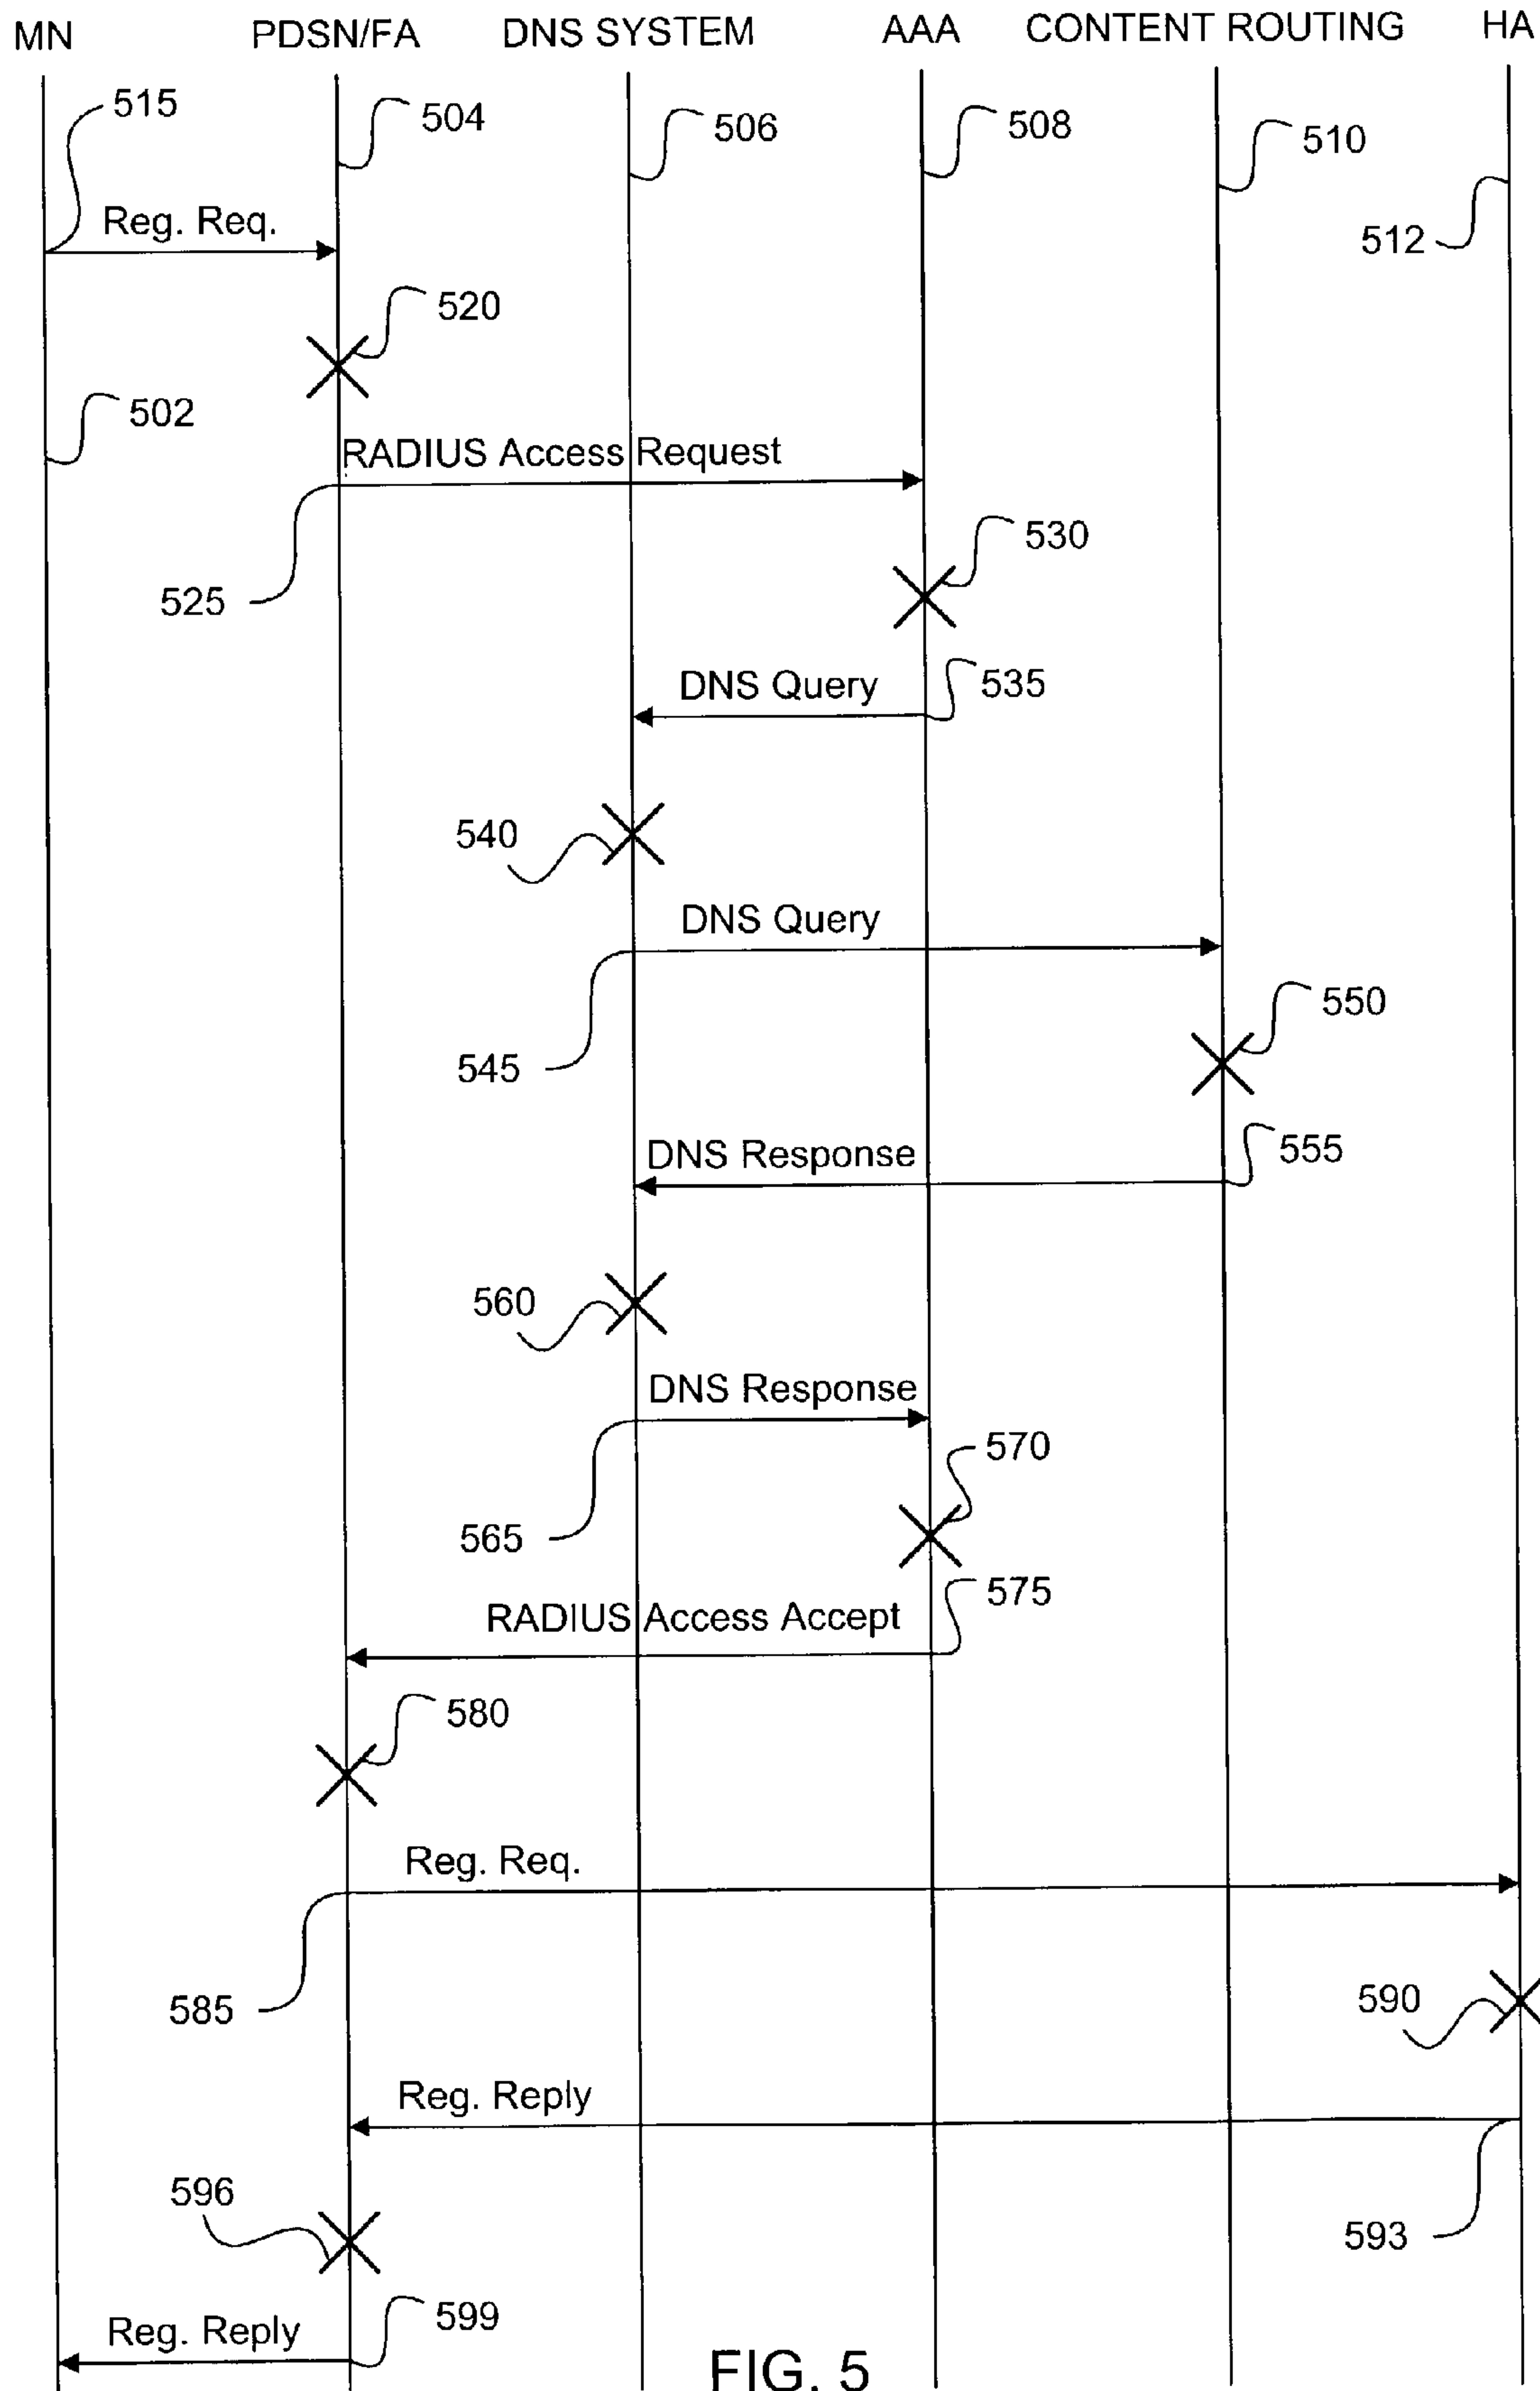 MN PDSN/FA DNS SYSTEM AAA CONTENT ROUTING HA
515
504
506
508
510
Reg. Req.
512
520
502
RADIUS Access Request
530
525
DNS Query
535
540
DNS Query
550
545
DNS Response
555
560
DNS Response
570
565
575
RADIUS Access Accept
580
Reg. Req.
585
590
Reg. Reply
596
593
599
Reg. Reply
FIG. 5